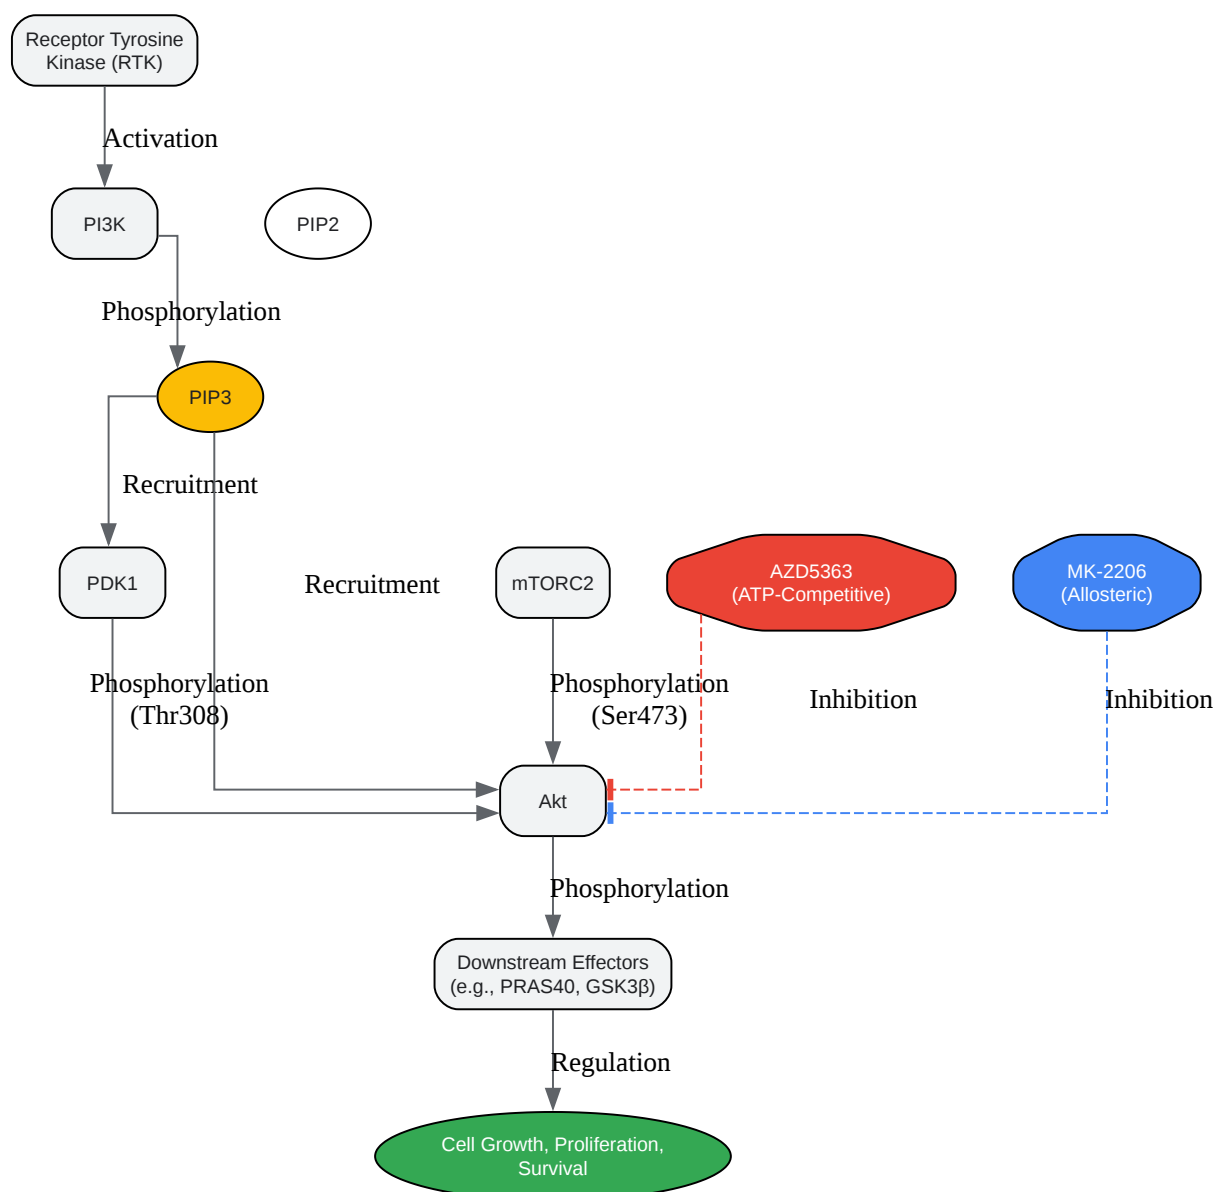 Receptor Tyrosine
Kinase (RTK)
Activation
PI3K
PIP2
Phosphorylation
PIP3
Recruitment
PDK1
Recruitment
mTORC2
AZD5363
(ATP-Competitive)
MK-2206
(Allosteric)
Phosphorylation
(Thr308)
Phosphorylation
(Ser473)
Inhibition
Inhibition
Akt
Phosphorylation
Downstream Effectors
(e.g., PRAS40, GSK3β)
Regulation
Cell Growth, Proliferation,
Survival